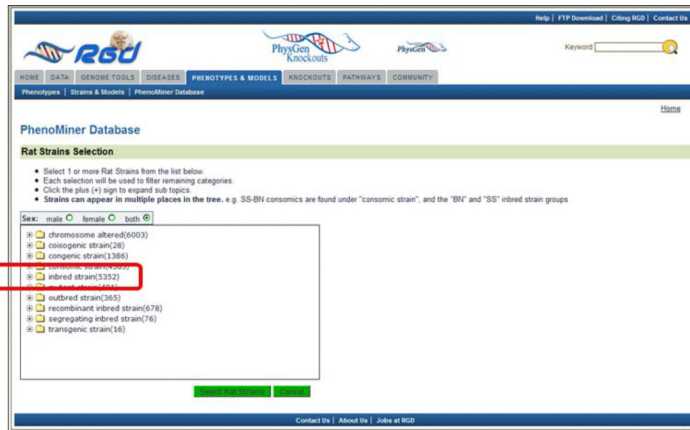 Help | FTP Download | Citing RGD | Contact Us
RGD
PhysGen
Knockouts
PhysGen
Keyword
HOME DATA GENOME TOOLS DISEASES PHENOTYPES & MODELS KNOCKOUTS PATHWAYS COMMUNITY
Phenotypes | Strains & Models | PhenoMiner Database
Home
PhenoMiner Database
Rat Strains Selection
Select 1 or more Rat Strains from the list below.
Each selection will be used to filter remaining categories.
Click the plus (+) sign to expand sub topics.
Strains can appear in multiple places in the tree. e.g. SS-BN consomics are found under "consomic strain", and the "BN" and "SS" inbred strain groups
Sex: male female both
chromosome altered(6003)
coisogenic strain(28)
congenic strain(1386)
consomic strain
inbred strain(5352)
mutant strain
outbred strain(365)
recombinant inbred strain(678)
segregating inbred strain(76)
transgenic strain(16)
Select Rat Strains Cancel
Contact Us | About Us | Jobs at RGD